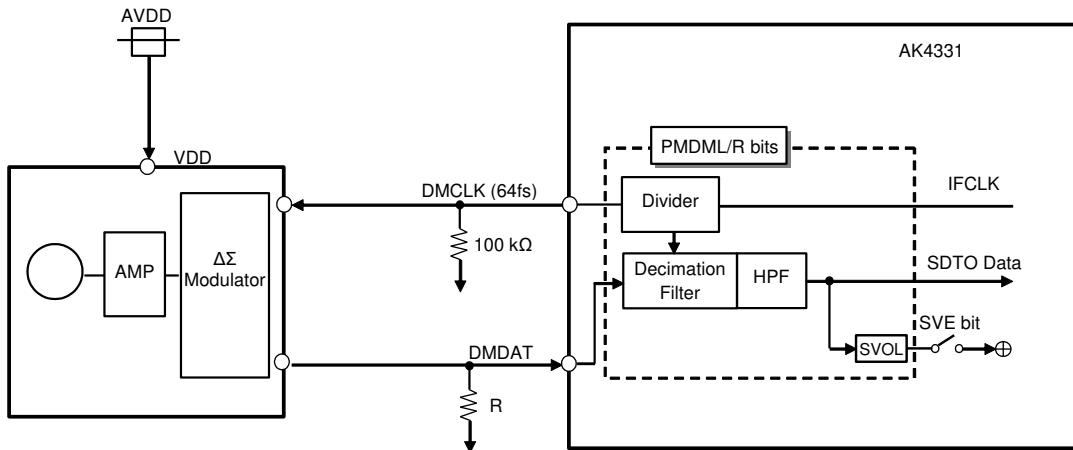 AVDD
AK4331
VDD
PMDML/R bits
DMCLK (64fs)
Divider
IFCLK
100 kΩ
AMP
ΔΣ
Modulator
Decimation
Filter
HPF
SDTO Data
SVE bit
SVOL
DMDAT
R